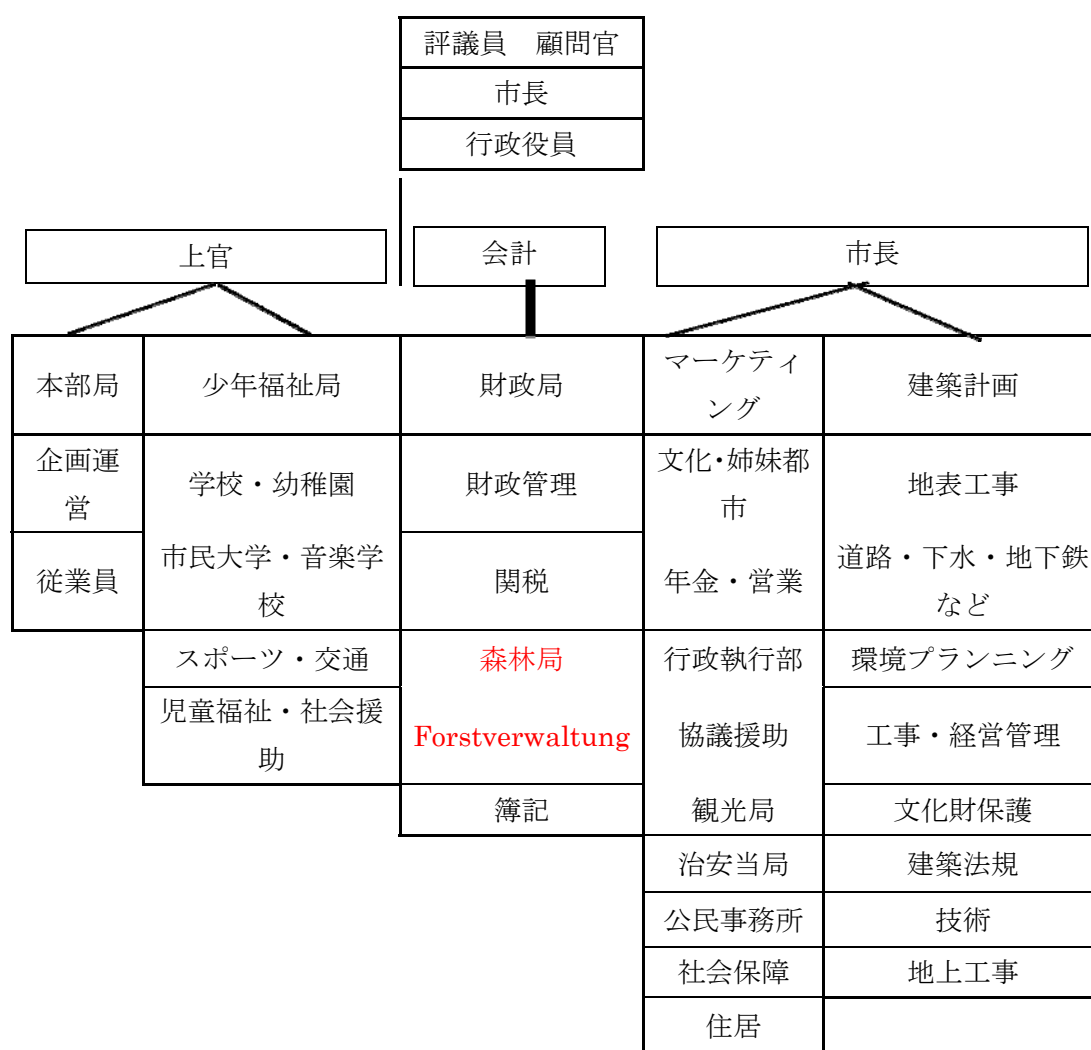 評議員　顧問官
市長
行政役員
上官
会計
市長
本部局
少年福祉局
財政局
マーケティ
ング
建築計画
企画運
営
学校・幼稚園
財政管理
文化・姉妹都
市
地表工事
従業員
市民大学・音楽学
校
関税
年金・営業
道路・下水・地下鉄
など
スポーツ・交通
森林局
行政執行部
環境プランニング
児童福祉・社会援
助
Forstverwaltung
協議援助
工事・経営管理
簿記
観光局
文化財保護
治安当局
建築法規
公民事務所
技術
社会保障
地上工事
住居